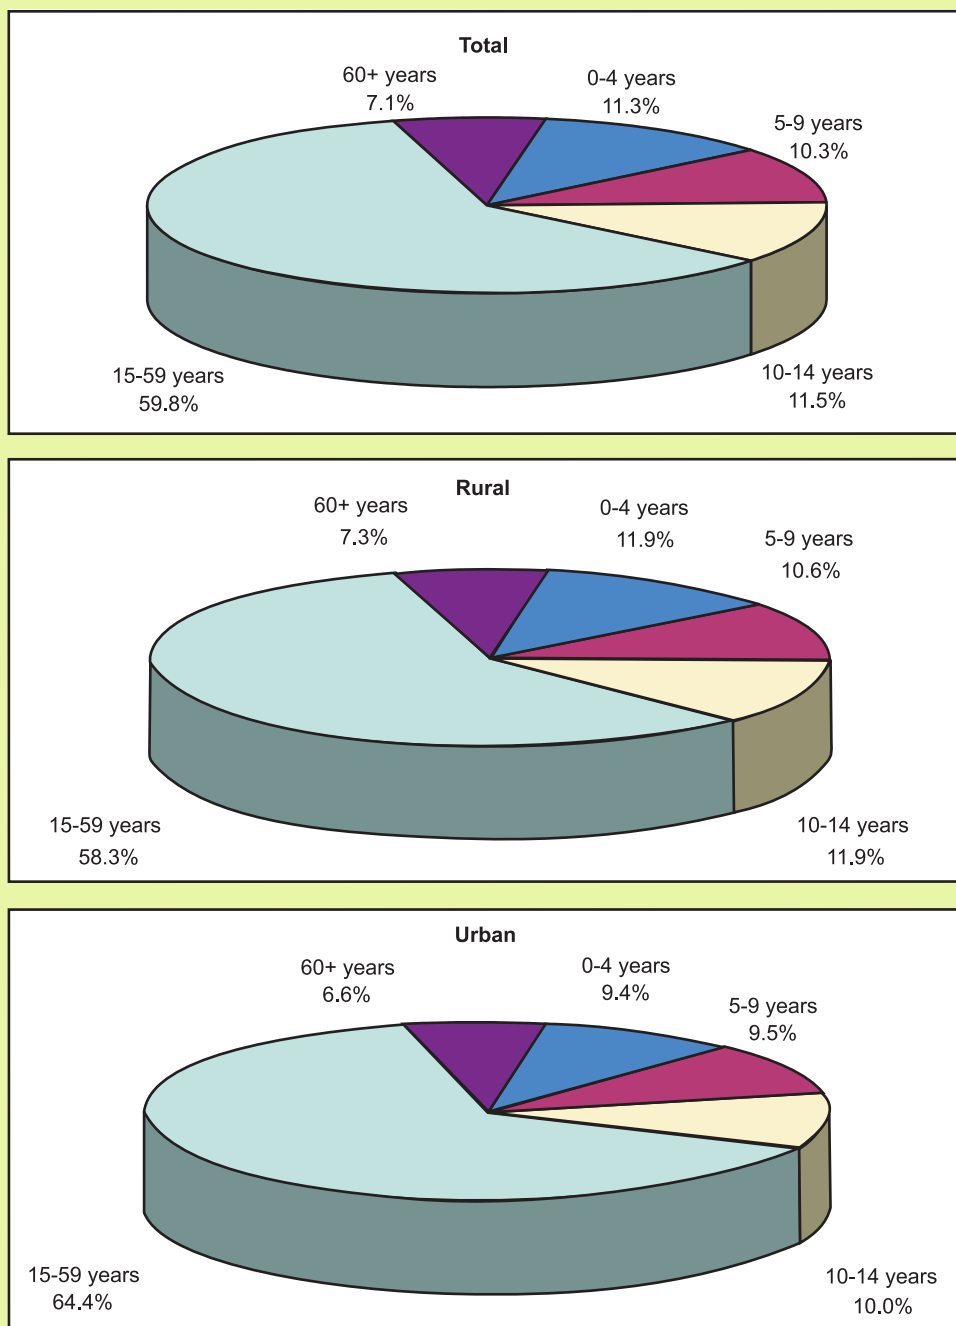 Total
60+ years
7.1%
0-4 years
11.3%
5-9 years
10.3%
15-59 years
59.8%
10-14 years
11.5%
Rural
60+ years
7.3%
0-4 years
11.9%
5-9 years
10.6%
15-59 years
58.3%
10-14 years
11.9%
Urban
60+ years
6.6%
0-4 years
9.4%
5-9 years
9.5%
15-59 years
64.4%
10-14 years
10.0%